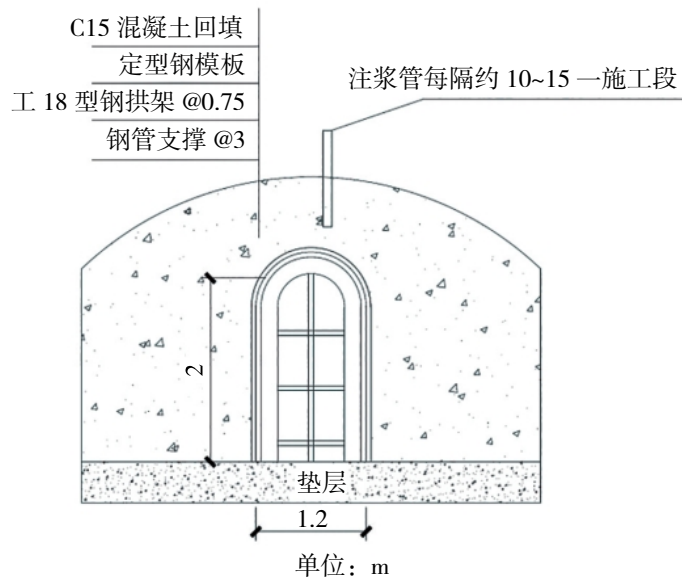 C15 混凝土回填
定型钢模板
工 18 型钢拱架 @0.75
钢管支撑 @3
注浆管每隔约 10~15 一施工段
2
垫层
1.2
单位：m